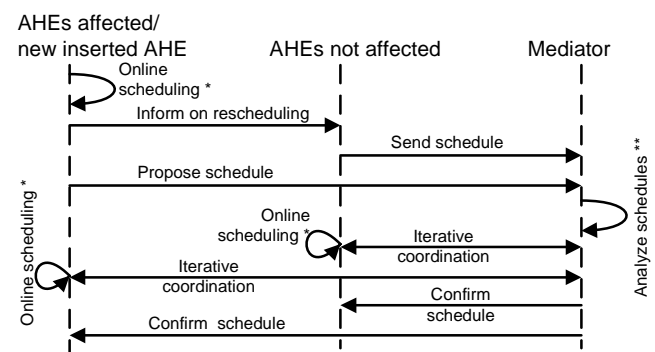 AHEs affected/
new inserted AHE
AHEs not affected
Mediator
Online
scheduling *
Inform on rescheduling
Send schedule
Propose schedule
Analyze schedules **
Online scheduling *
Online
scheduling *
Iterative
coordination
Iterative
coordination
Confirm
schedule
Confirm schedule